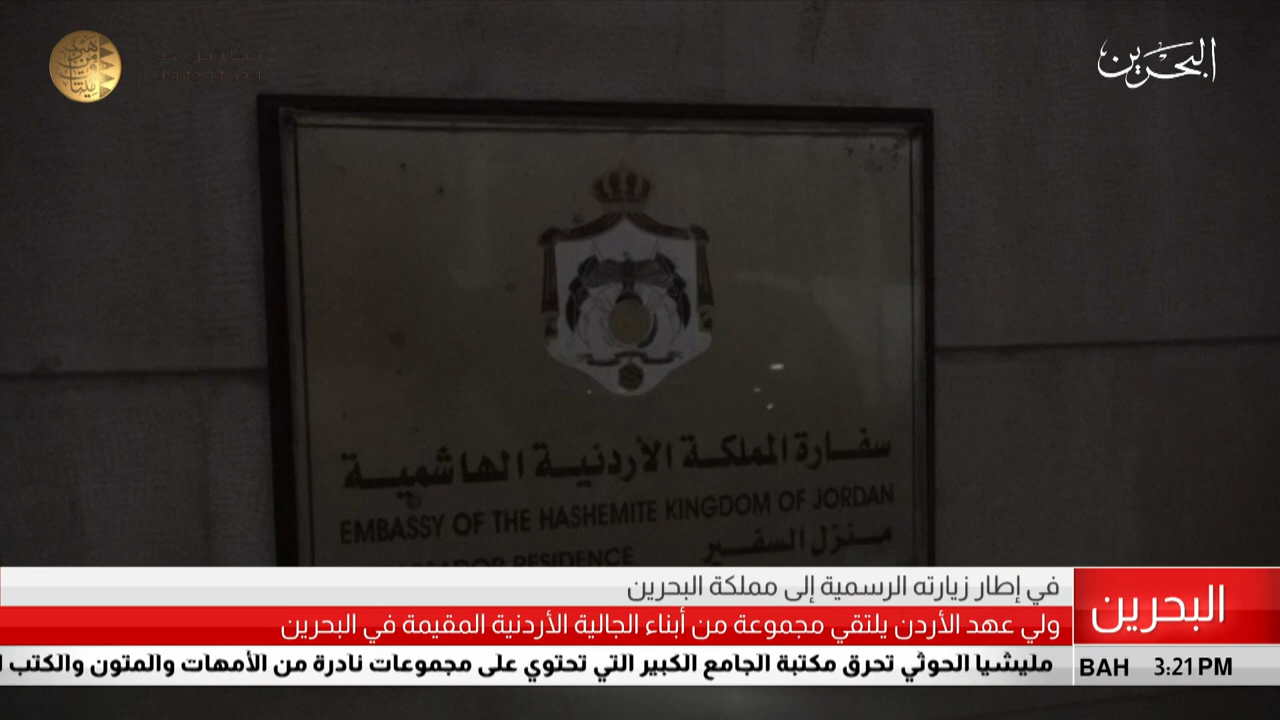 البحرين
سفارة المملكة الأردنية الهاشمية
EMBASSY OF THE HASHEMITE KINGDOM OF JORDAN
منزل السفير
RESIDENCE
في إطار زيارته الرسمية إلى مملكة البحرين
البحرين
ولي عهد الأردن يلتقي مجموعة من أبناء الجالية الأردنية المقيمة في البحرين
مليشيا الحوثي تحرق مكتبة الجامع الكبير التي تحتوي على مجموعات نادرة من الأمهات والمتون والكتب
BAH 3:21 PM